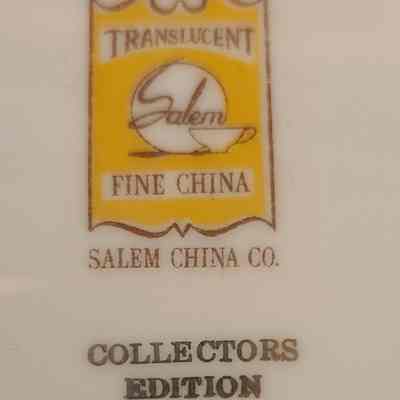 TRANSLUCENT
Salem
FINE CHINA
SALEM CHINA CO.
COLLECTORS
EDITION